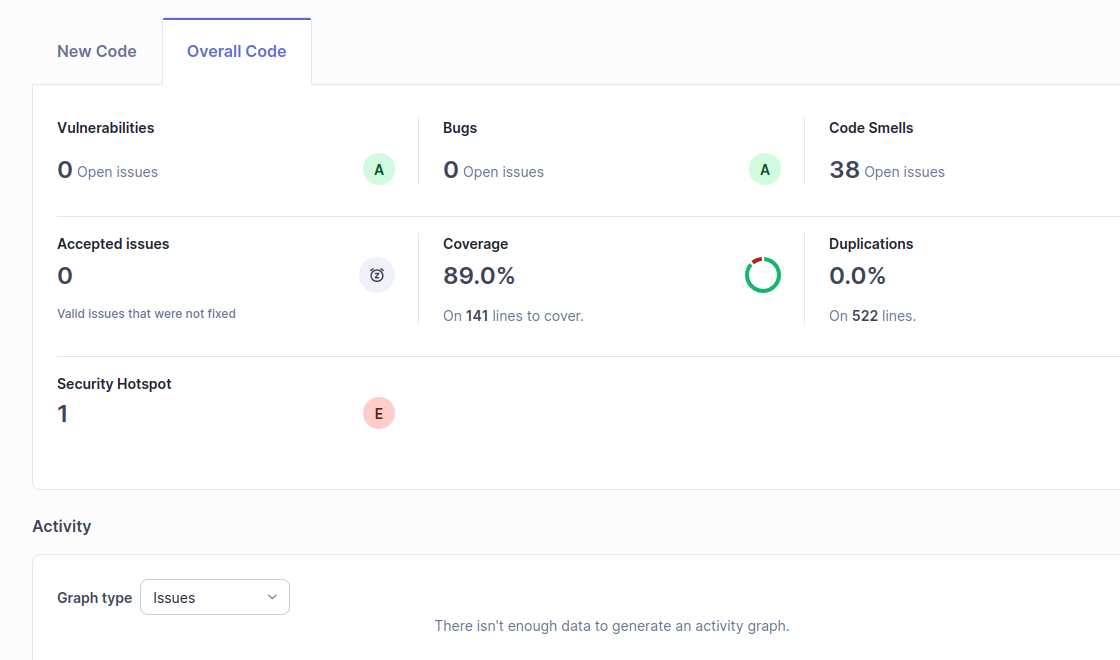 New Code
Overall Code
Vulnerabilities
0 Open issues
A
Bugs
0 Open issues
A
Code Smells
38 Open issues
Accepted issues
0
Valid issues that were not fixed
Coverage
89.0%
On 141 lines to cover.
Duplications
0.0%
On 522 lines.
Security Hotspot
1
E
Activity
Graph type
Issues
There isn't enough data to generate an activity graph.